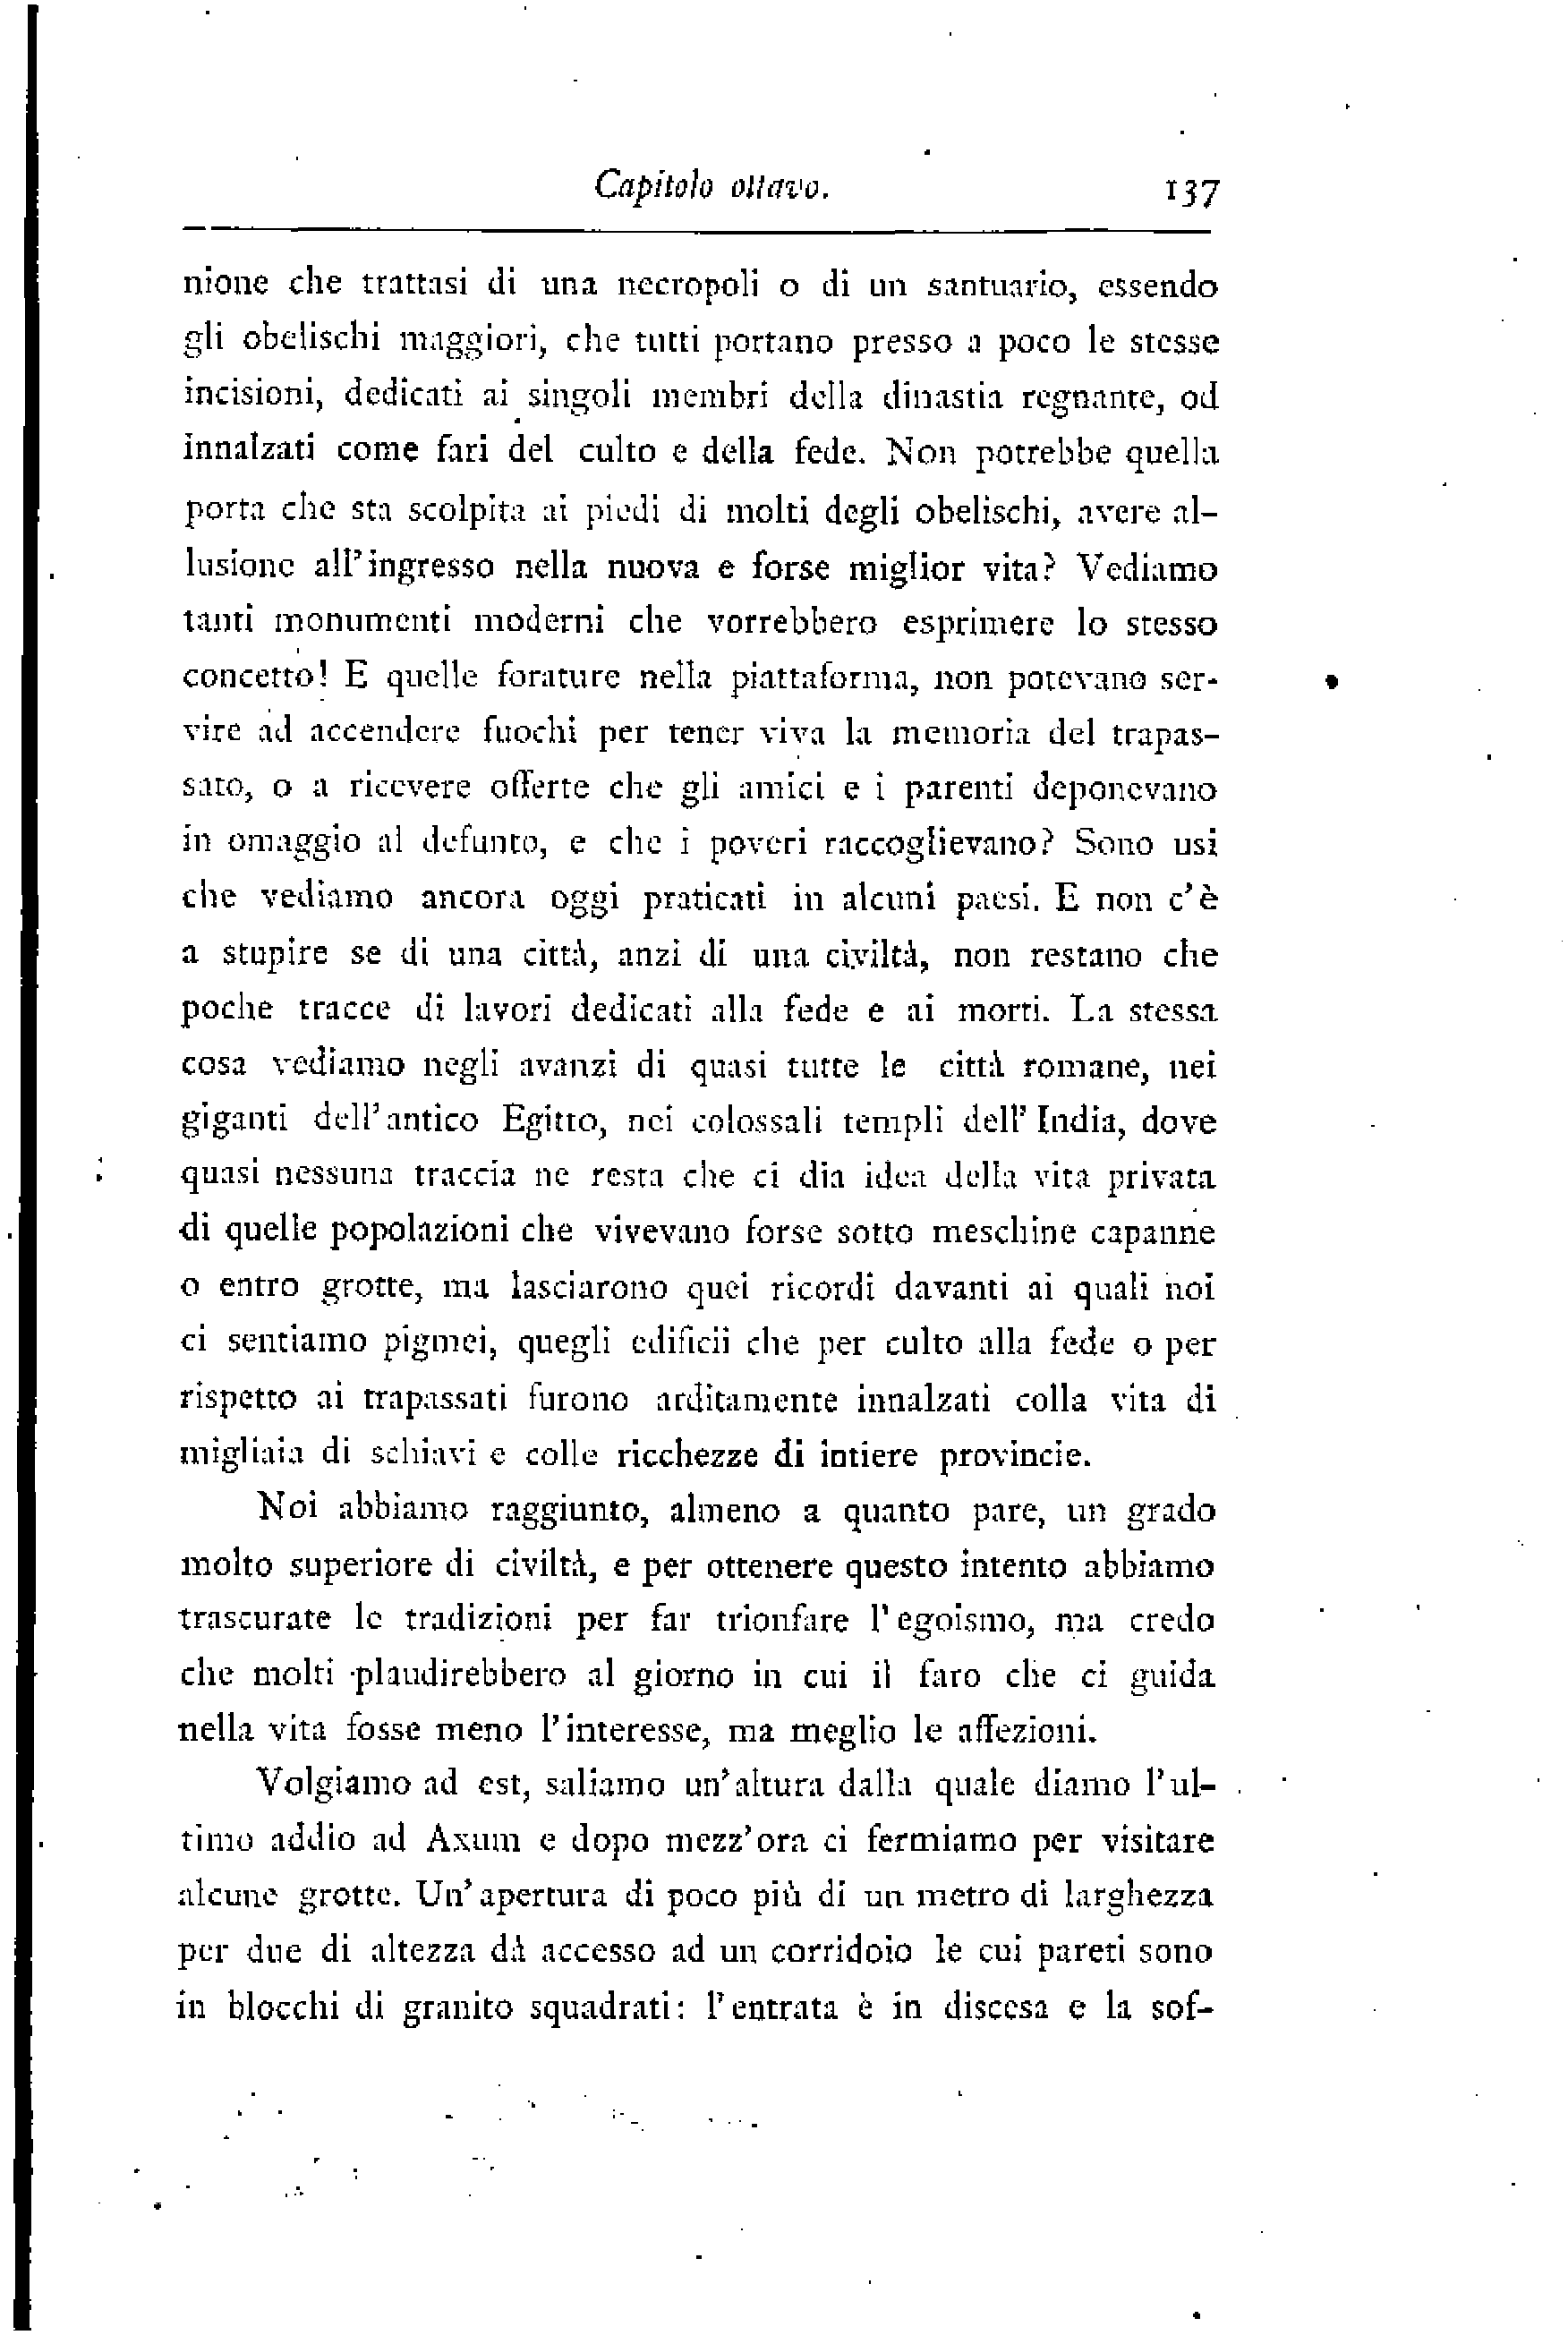 Capitolo ottavo. 137
nione che trattasi di una necropoli o di un santuario, essendo
gli obelischi maggiori, che tutti portano presso a poco le stesse
incisioni, dedicati ai singoli membri della dinastia regnante, od
innalzati come fari del culto e della fede. Non potrebbe quella
porta che sta scolpita ai piedi di molti degli obelischi, avere al-
lusione all'ingresso nella nuova e forse miglior vita? Vediamo
tanti monumenti moderni che vorrebbero esprimere lo stesso
concetto! E quelle forature nella piattaforma, non potevano ser-
vire ad accendere fuochi per tener viva la memoria del trapas-
sato, o a ricevere offerte che gli amici e i parenti deponevano
in omaggio al defunto, e che i poveri raccoglievano? Sono usi
che vediamo ancora oggi praticati in alcuni paesi. E non c'è
a stupire se di una città, anzi di una civiltà, non restano che
poche tracce di lavori dedicati alla fede e ai morti. La stessa
cosa vediamo negli avanzi di quasi tutte le città romane, nei
giganti dell'antico Egitto, nei colossali templi dell'India, dove
quasi nessuna traccia ne resta che ci dia idea della vita privata
di quelle popolazioni che vivevano forse sotto meschine capanne
o entro grotte, ma lasciarono quei ricordi davanti ai quali noi
ci sentiamo pigmei, quegli edificii che per culto alla fede o per
rispetto ai trapassati furono arditamente innalzati colla vita di
migliaia di schiavi e colle ricchezze di intiere provincie.
Noi abbiamo raggiunto, almeno a quanto pare, un grado
molto superiore di civiltà, e per ottenere questo intento abbiamo
trascurate le tradizioni per far trionfare l'egoismo, ma credo
che molti plaudirebbero al giorno in cui il faro che ci guida
nella vita fosse meno l'interesse, ma meglio le affezioni.
Volgiamo ad est, saliamo un'altura dalla quale diamo l'ul-
timo addio ad Axum e dopo mezz'ora ci fermiamo per visitare
alcune grotte. Un'apertura di poco più di un metro di larghezza
per due di altezza dà accesso ad un corridoio le cui pareti sono
in blocchi di granito squadrati: l'entrata è in discesa e la sof-